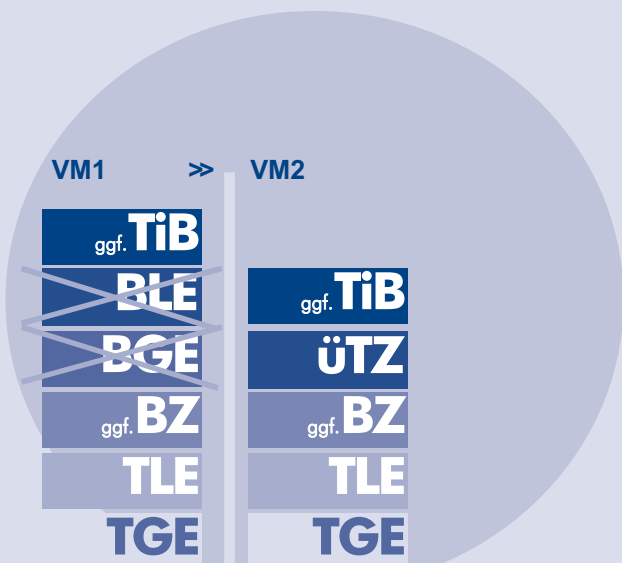 VM1 >> VM2
ggf. TiB
BLE
BGE
ggf. BZ
TLE
TGE
ggf. TiB
üTZ
ggf. BZ
TLE
TGE